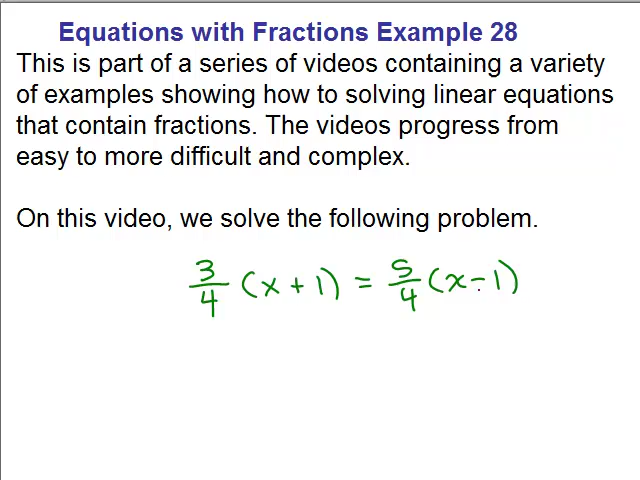 Equations with Fractions Example 28
This is part of a series of videos containing a variety
of examples showing how to solving linear equations
that contain fractions. The videos progress from
easy to more difficult and complex.
On this video, we solve the following problem.
3/4 (x + 1) = 5/4 (x - 1)